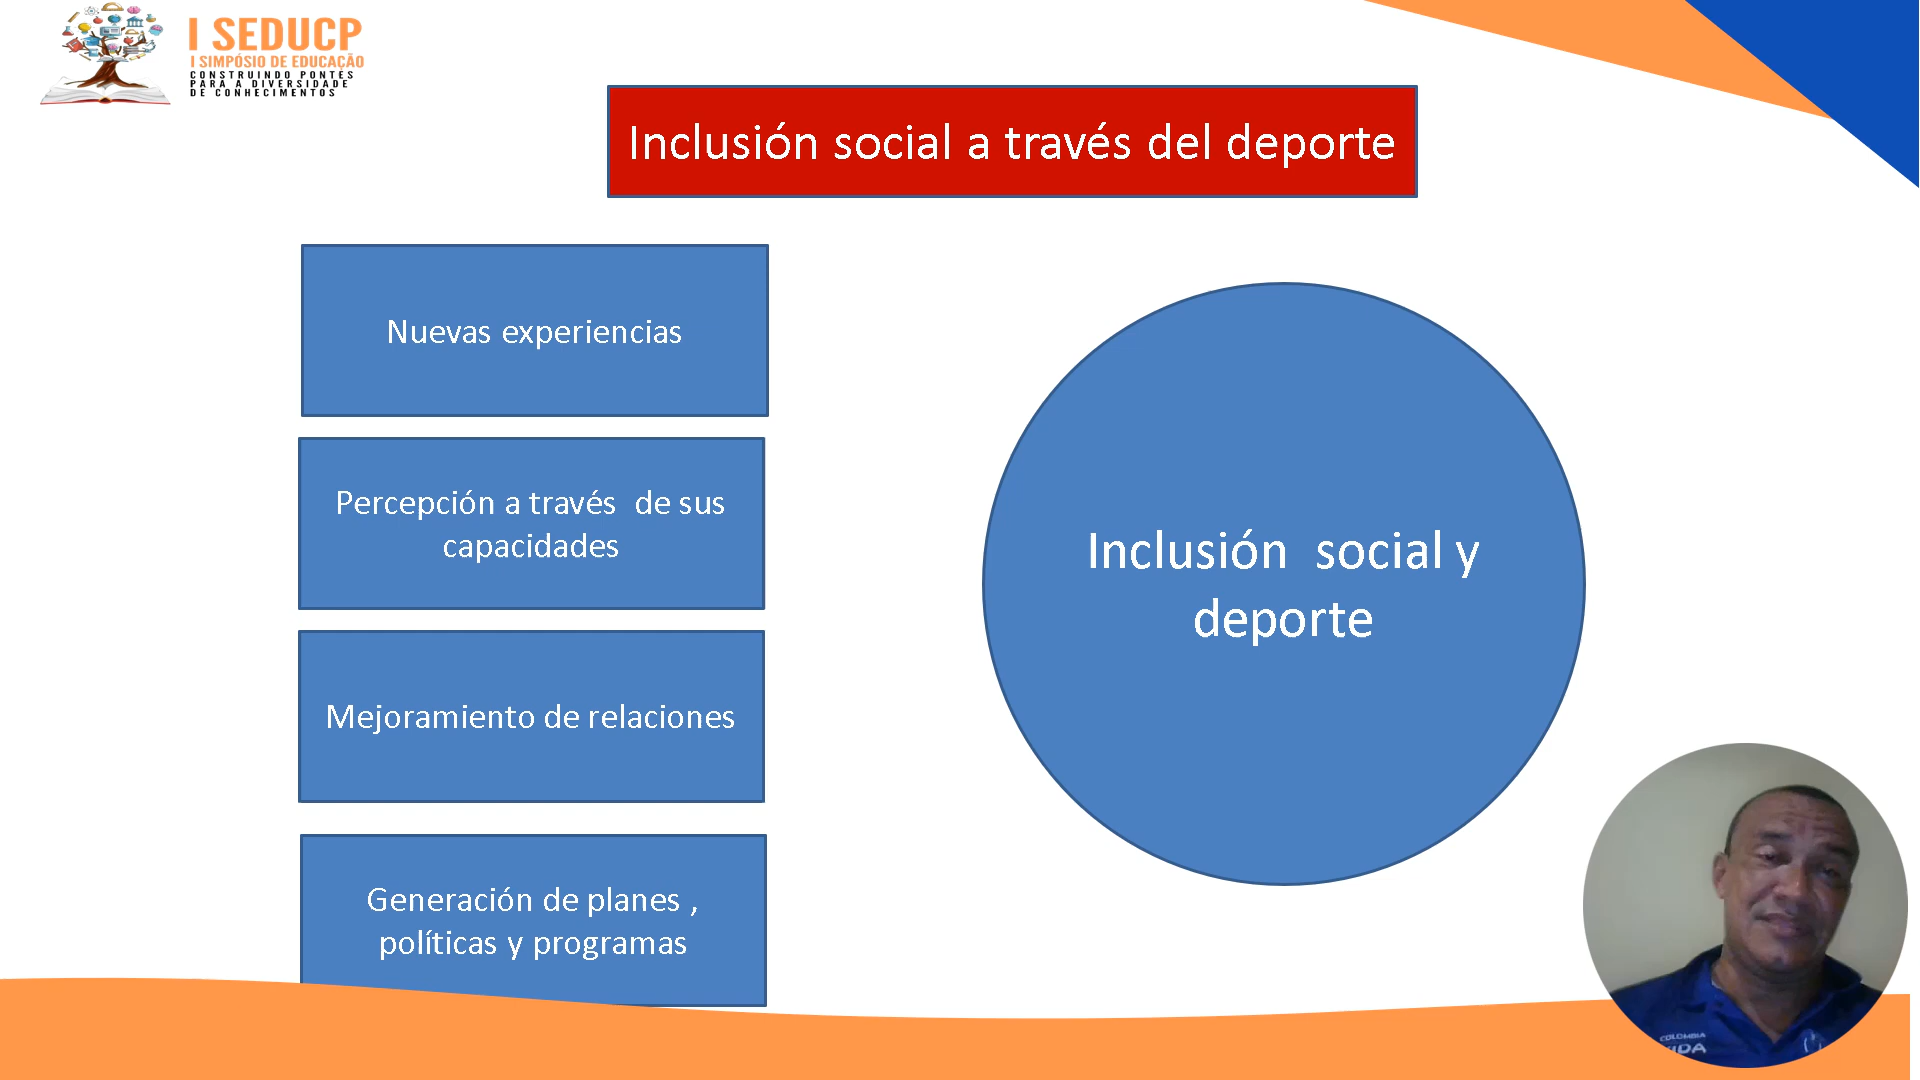 I SEDUCP
I SIMPÓSIO DE EDUCAÇÃO
CONSTRUINDO PONTES
PARA A DIVERSIDADE
DE CONHECIMENTOS
Inclusión social a través del deporte
Nuevas experiencias
Percepción a través  de sus
capacidades
Mejoramiento de relaciones
Generación de planes ,
políticas y programas
Inclusión  social y
deporte
COLOMBIA